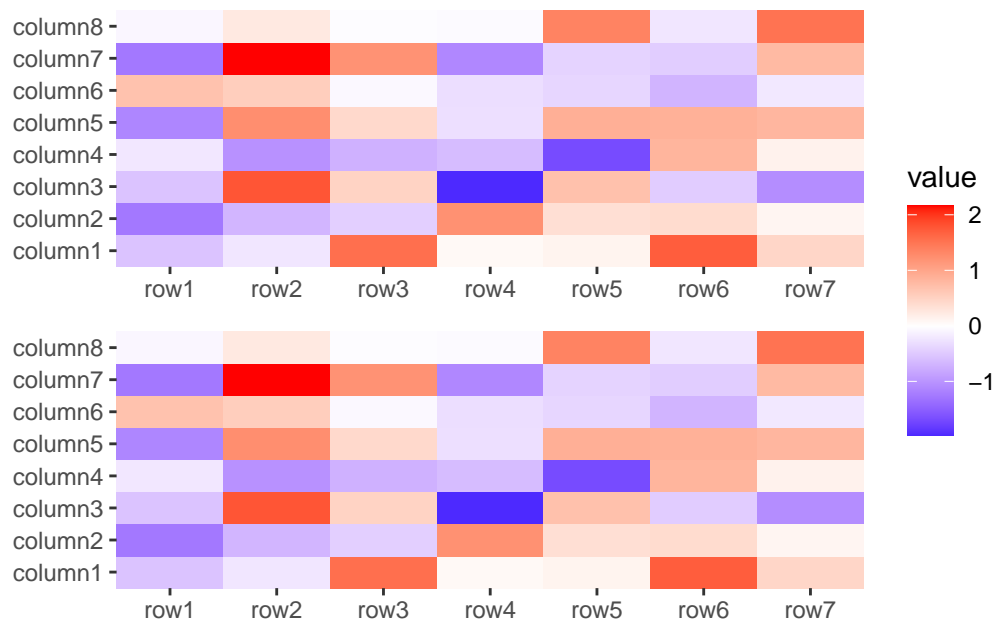 column8
column7
column6
column5
column4
column3
column2
column1
row1 row2 row3 row4 row5 row6 row7
value
2
1
0
−1
column8
column7
column6
column5
column4
column3
column2
column1
row1 row2 row3 row4 row5 row6 row7